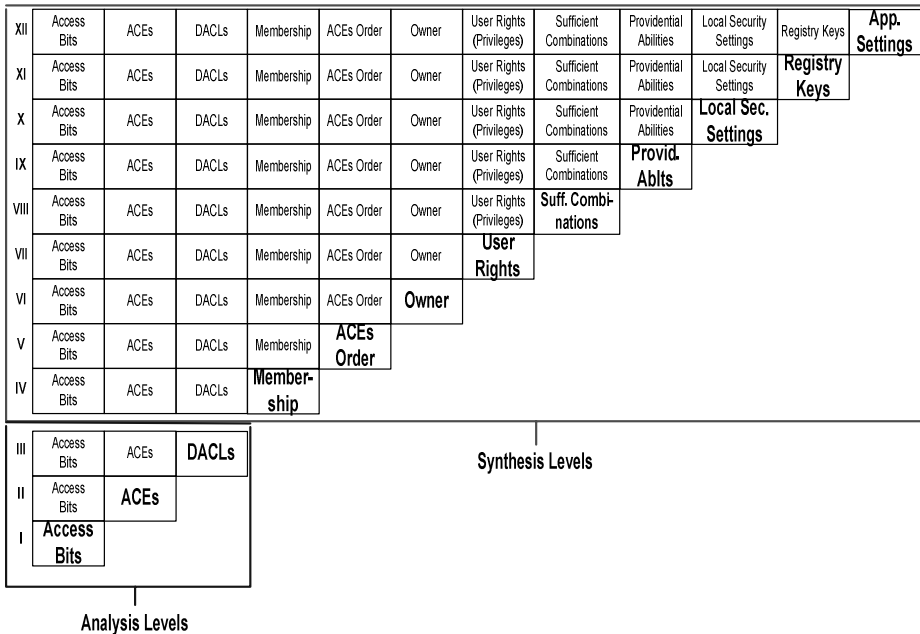 XII Access Bits ACEs DACLs Membership ACEs Order Owner User Rights (Privileges) Sufficient Combinations Providential Abilities Local Security Settings Registry Keys App. Settings
XI Access Bits ACEs DACLs Membership ACEs Order Owner User Rights (Privileges) Sufficient Combinations Providential Abilities Local Security Settings Registry Keys
X Access Bits ACEs DACLs Membership ACEs Order Owner User Rights (Privileges) Sufficient Combinations Providential Abilities Local Sec. Settings
IX Access Bits ACEs DACLs Membership ACEs Order Owner User Rights (Privileges) Sufficient Combinations Provid. Ablts
VIII Access Bits ACEs DACLs Membership ACEs Order Owner User Rights (Privileges) Suff. Combi-nations
VII Access Bits ACEs DACLs Membership ACEs Order Owner User Rights
VI Access Bits ACEs DACLs Membership ACEs Order Owner
V Access Bits ACEs DACLs Membership ACEs Order
IV Access Bits ACEs DACLs Member-ship
III Access Bits ACEs DACLs
II Access Bits ACEs
I Access Bits
Synthesis Levels
Analysis Levels